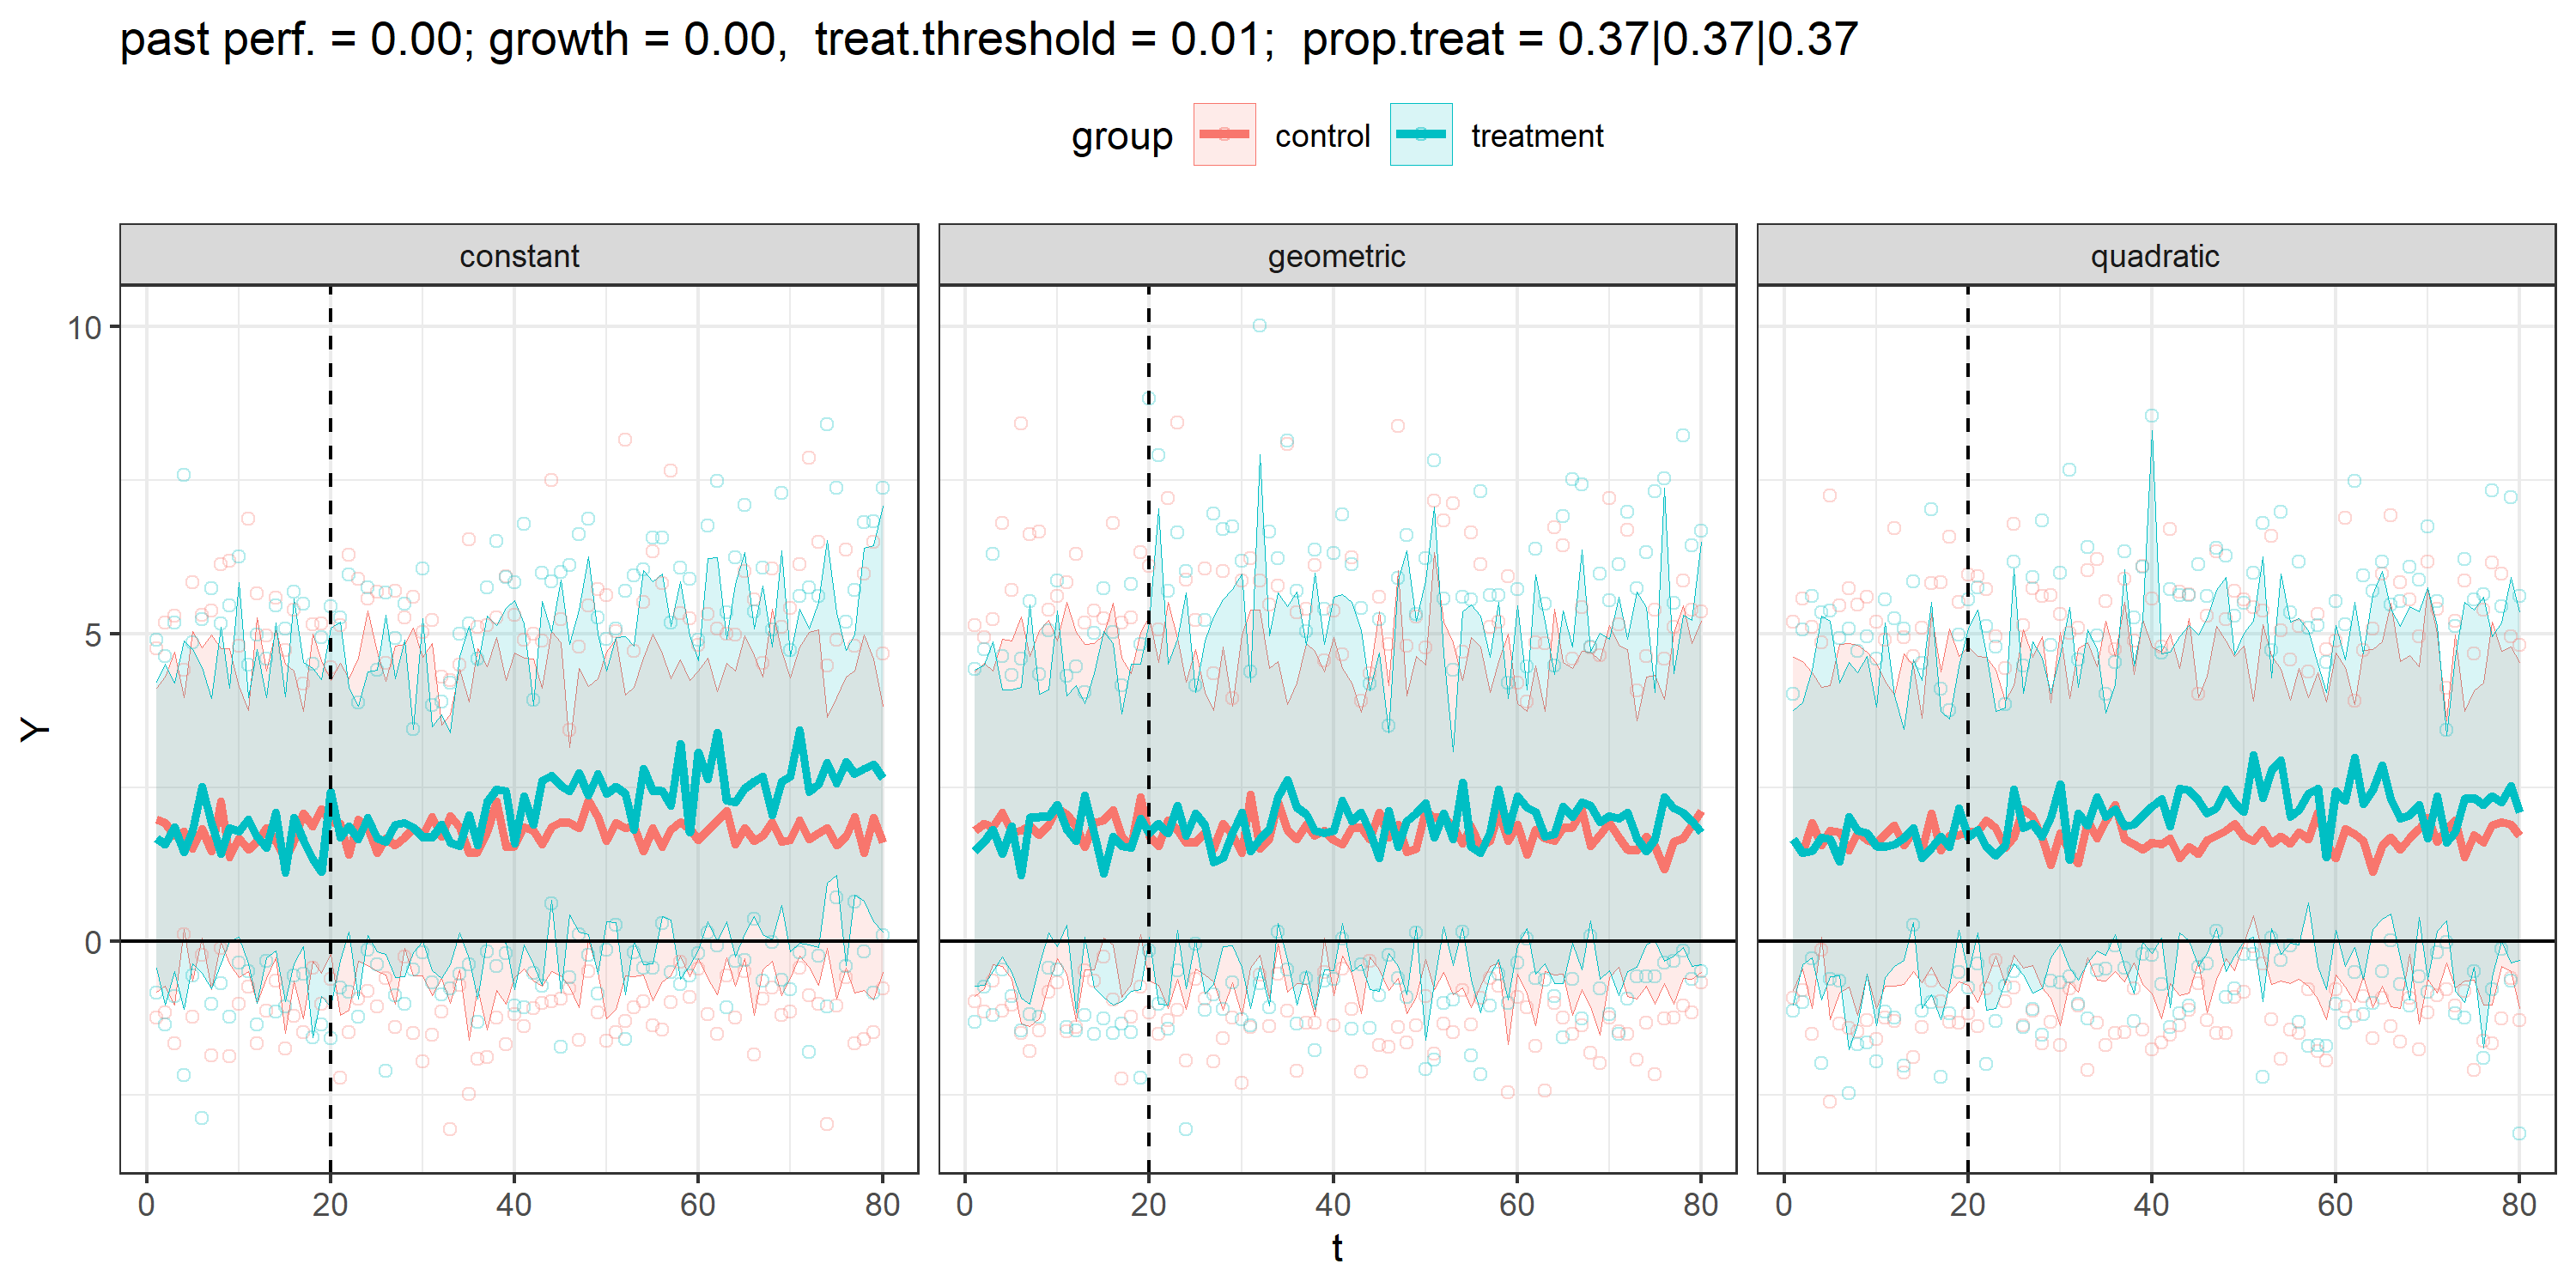 past perf. = 0.00; growth = 0.00,  treat.threshold = 0.01;  prop.treat = 0.37|0.37|0.37
group control treatment
constant geometric quadratic
10
5
0
Y
0 20 40 60 80 0 20 40 60 80 0 20 40 60 80
t